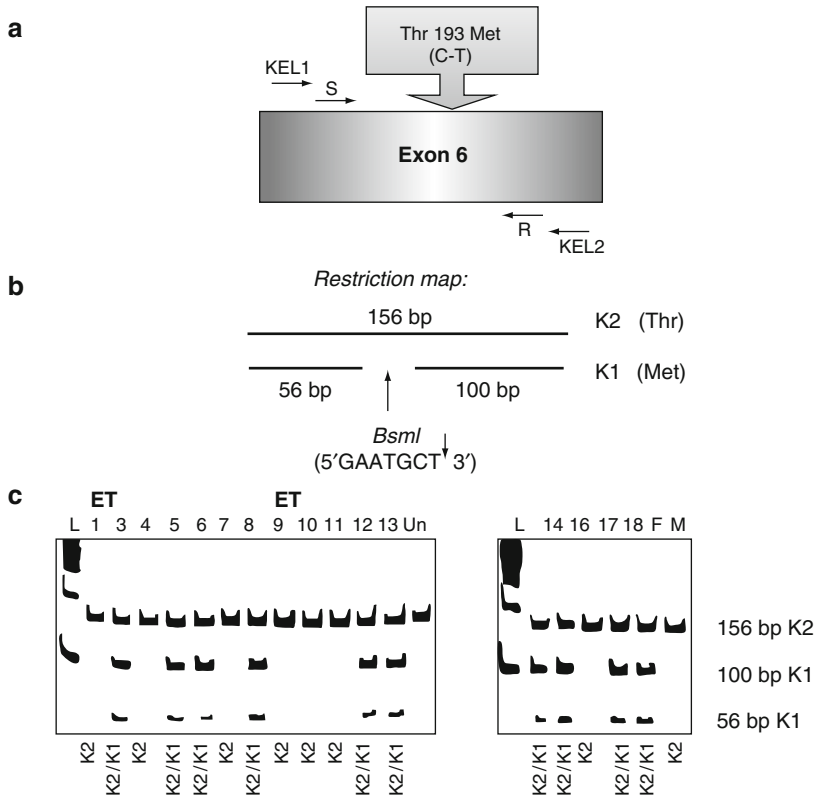 a
Thr 193 Met
(C-T)
KEL1
S
Exon 6
R
KEL2
b
Restriction map:
156 bp
K2 (Thr)
K1 (Met)
56 bp
100 bp
BsmI
(5'GAATGCT 3')
c
ET ET
L 1 3 4 5 6 7 8 9 10 11 12 13 Un
L 14 16 17 18 F M
156 bp K2
100 bp K1
56 bp K1
K2 K2/K1 K2 K2/K1 K2/K1 K2 K2/K1 K2 K2 K2 K2/K1 K2/K1
K2/K1 K2/K1 K2 K2/K1 K2/K1 K2